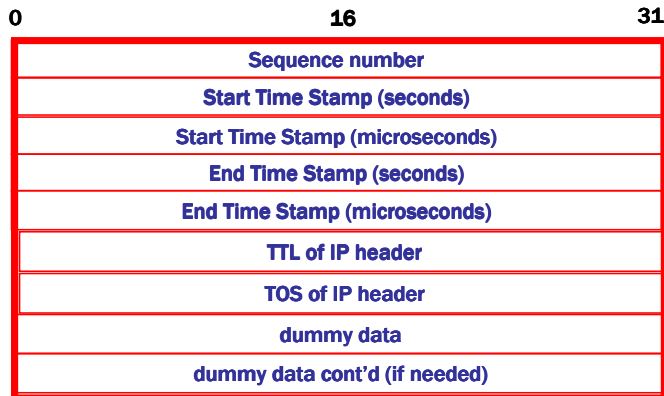 0 16 31
Sequence number
Start Time Stamp (seconds)
Start Time Stamp (microseconds)
End Time Stamp (seconds)
End Time Stamp (microseconds)
TTL of IP header
TOS of IP header
dummy data
dummy data cont’d (if needed)